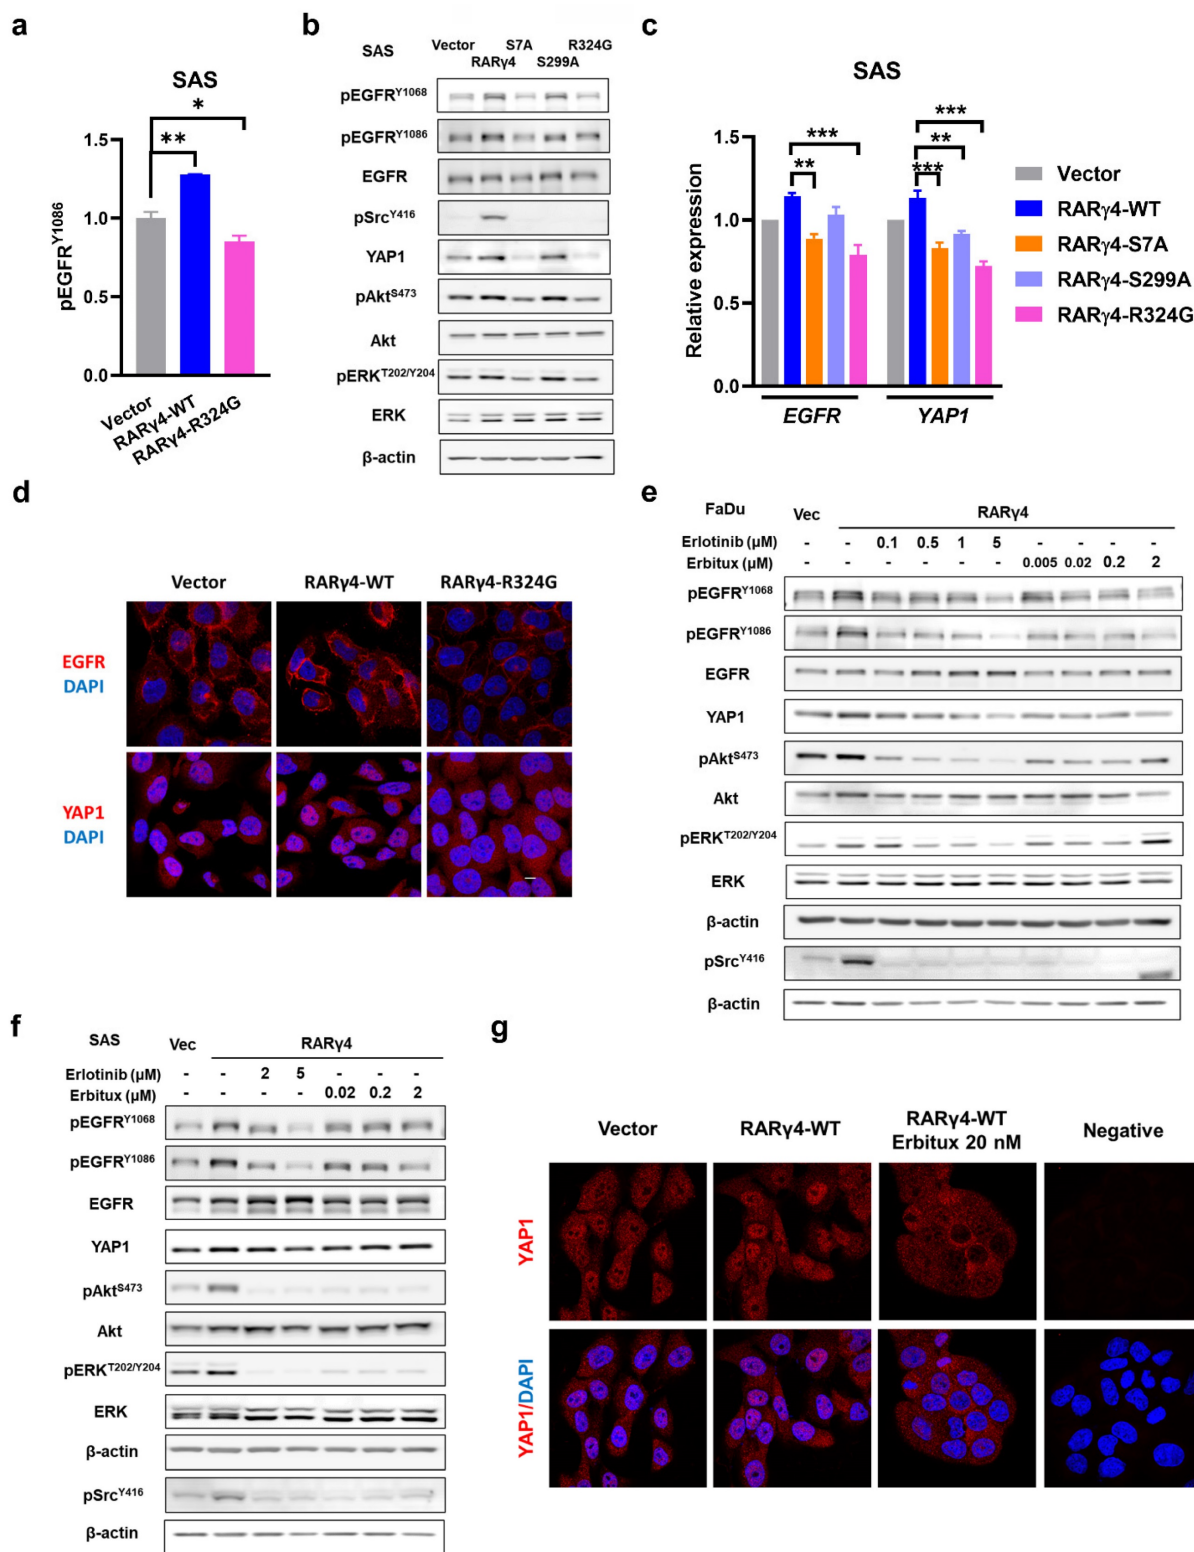 a
SAS
*
**
1.5
1.0
0.5
0.0
pEGFR^Y1086
Vector
RARγ4-WT
RARγ4-R324G
b
SAS
Vector S7A R324G
RARγ4 S299A
pEGFR^Y1068
pEGFR^Y1086
EGFR
pSrc^Y416
YAP1
pAkt^S473
Akt
pERK^T202/Y204
ERK
β-actin
c
SAS
*** ***
** **
***
1.5
1.0
0.5
0.0
Relative expression
EGFR YAP1
Vector
RARγ4-WT
RARγ4-S7A
RARγ4-S299A
RARγ4-R324G
d
Vector RARγ4-WT RARγ4-R324G
EGFR
DAPI
YAP1
DAPI
e
FaDu Vec RARγ4
Erlotinib (μM) - - 0.1 0.5 1 5 - - - -
Erbitux (μM) - - - - - - 0.005 0.02 0.2 2
pEGFR^Y1068
pEGFR^Y1086
EGFR
YAP1
pAkt^S473
Akt
pERK^T202/Y204
ERK
β-actin
pSrc^Y416
β-actin
f
SAS Vec RARγ4
Erlotinib (μM) - - 2 5 - - -
Erbitux (μM) - - - - 0.02 0.2 2
pEGFR^Y1068
pEGFR^Y1086
EGFR
YAP1
pAkt^S473
Akt
pERK^T202/Y204
ERK
β-actin
pSrc^Y416
β-actin
g
Vector RARγ4-WT RARγ4-WT Negative
Erbitux 20 nM
YAP1
YAP1/DAPI